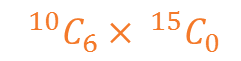 ¹⁰C₆ × ¹⁵C₀